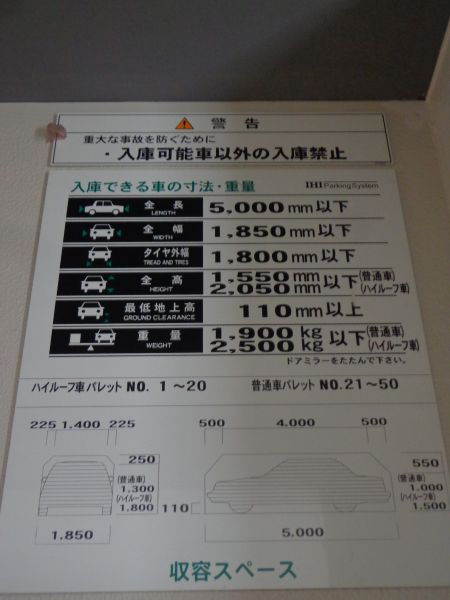 警告
重大な事故を防ぐために
・入庫可能車以外の入庫禁止
入庫できる車の寸法・重量 IHI Parking System
全長 LENGTH 5,000mm以下
全幅 WIDTH 1,850mm以下
タイヤ外幅 TREAD AND TIRES 1,800mm以下
全高 HEIGHT 1,550mm 2,050mm 以下 (普通車) (ハイルーフ車)
最低地上高 GROUND CLEARANCE 110mm以上
重量 WEIGHT 1,900kg 2,500kg 以下 (普通車) (ハイルーフ車)
ドアミラーをたたんで下さい。
ハイルーフ車パレット NO. 1～20 普通車パレット NO.21～50
225 1,400 225 500 4.000 500
250 550
(普通車) (普通車)
1.300 1,000
(ハイルーフ車) (ハイルーフ車)
1.800 110 1.500
1.850 5.000
収容スペース